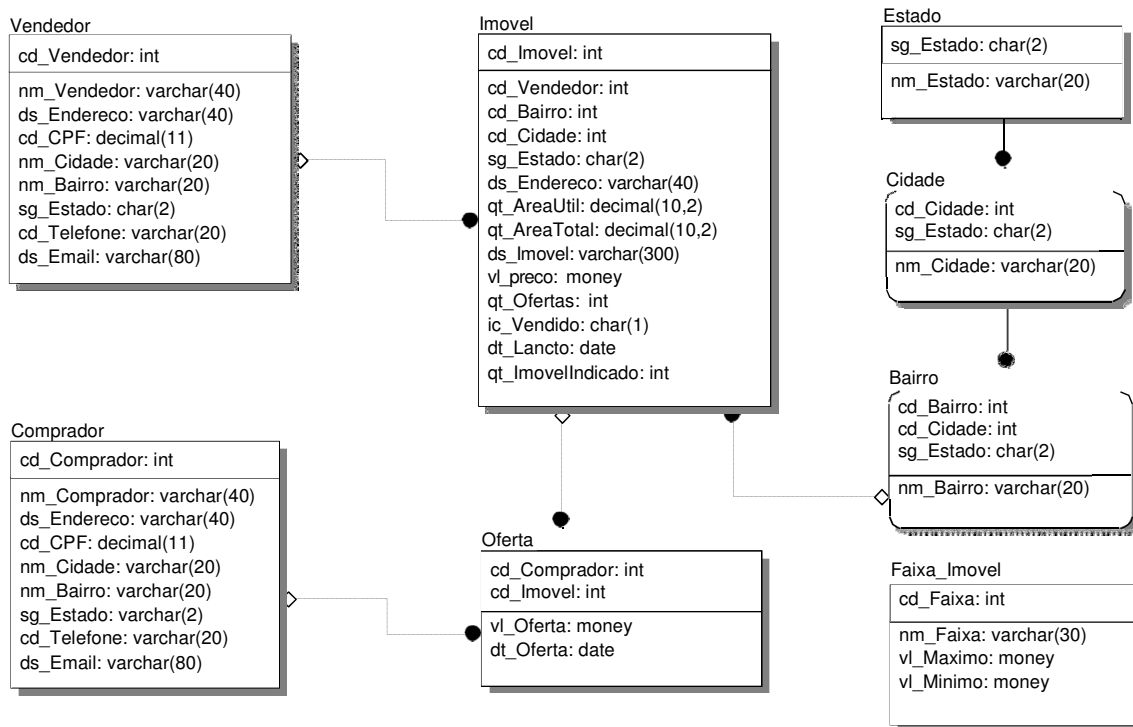 Vendedor
cd_Vendedor: int
nm_Vendedor: varchar(40)
ds_Endereco: varchar(40)
cd_CPF: decimal(11)
nm_Cidade: varchar(20)
nm_Bairro: varchar(20)
sg_Estado: char(2)
cd_Telefone: varchar(20)
ds_Email: varchar(80)
Imovel
cd_Imovel: int
cd_Vendedor: int
cd_Bairro: int
cd_Cidade: int
sg_Estado: char(2)
ds_Endereco: varchar(40)
qt_AreaUtil: decimal(10,2)
qt_AreaTotal: decimal(10,2)
ds_Imovel: varchar(300)
vl_preco: money
qt_Ofertas: int
ic_Vendido: char(1)
dt_Lancto: date
qt_ImovelIndicado: int
Estado
sg_Estado: char(2)
nm_Estado: varchar(20)
Cidade
cd_Cidade: int
sg_Estado: char(2)
nm_Cidade: varchar(20)
Bairro
cd_Bairro: int
cd_Cidade: int
sg_Estado: char(2)
nm_Bairro: varchar(20)
Comprador
cd_Comprador: int
nm_Comprador: varchar(40)
ds_Endereco: varchar(40)
cd_CPF: decimal(11)
nm_Cidade: varchar(20)
nm_Bairro: varchar(20)
sg_Estado: varchar(2)
cd_Telefone: varchar(20)
ds_Email: varchar(80)
Oferta
cd_Comprador: int
cd_Imovel: int
vl_Oferta: money
dt_Oferta: date
Faixa_Imovel
cd_Faixa: int
nm_Faixa: varchar(30)
vl_Maximo: money
vl_Minimo: money